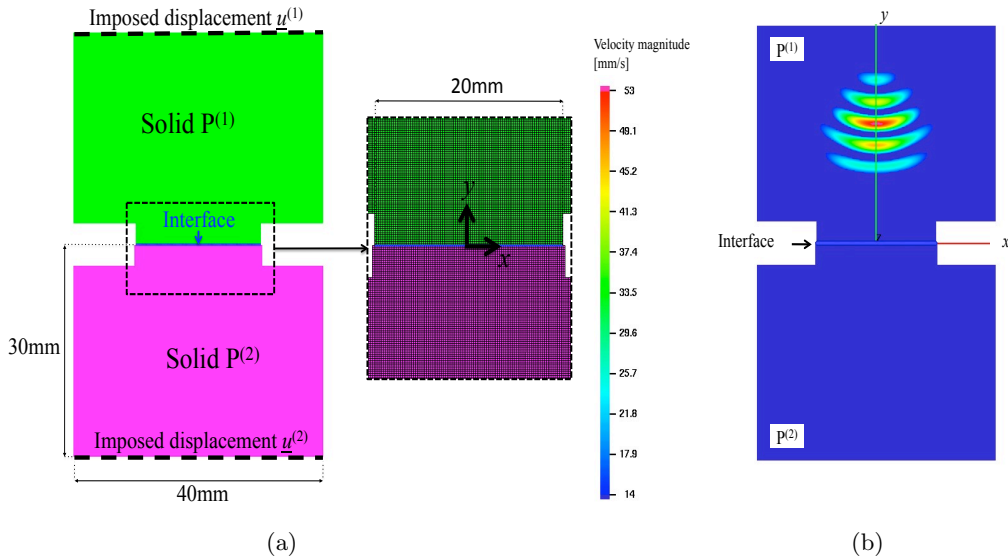 Imposed displacement u⁽¹⁾
Solid P⁽¹⁾
Interface
30mm
Solid P⁽²⁾
Imposed displacement u⁽²⁾
40mm
20mm
y
x
(a)
Velocity magnitude
[mm/s]
53
49.1
45.2
41.3
37.4
33.5
29.6
25.7
21.8
17.9
14
y
P⁽¹⁾
Interface
z
x
P⁽²⁾
(b)